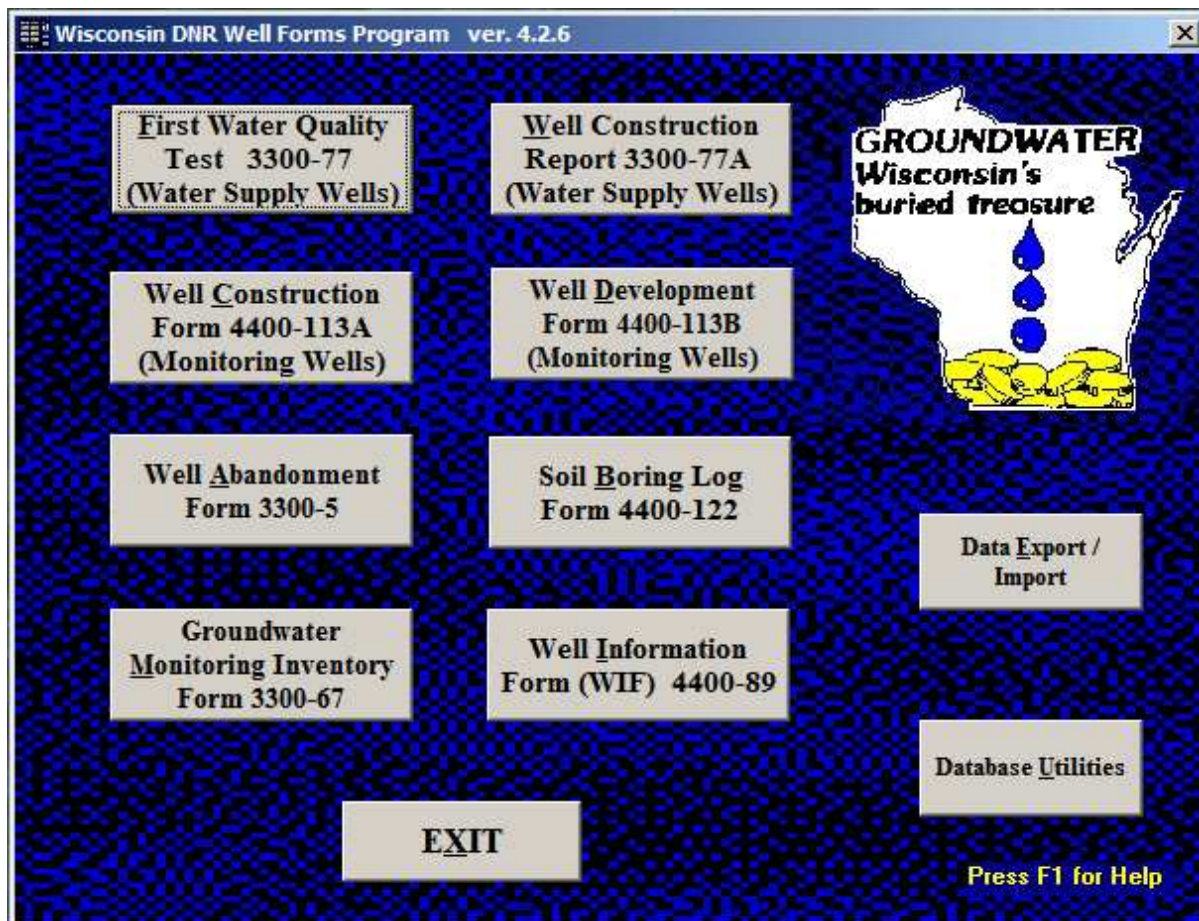 Wisconsin DNR Well Forms Program ver. 4.2.6
First Water Quality
Test 3300-77
(Water Supply Wells)
Well Construction
Report 3300-77A
(Water Supply Wells)
GROUNDWATER
Wisconsin's
buried treasure
Well Construction
Form 4400-113A
(Monitoring Wells)
Well Development
Form 4400-113B
(Monitoring Wells)
Well Abandonment
Form 3300-5
Soil Boring Log
Form 4400-122
Data Export /
Import
Groundwater
Monitoring Inventory
Form 3300-67
Well Information
Form (WIF) 4400-89
Database Utilities
EXIT
Press F1 for Help